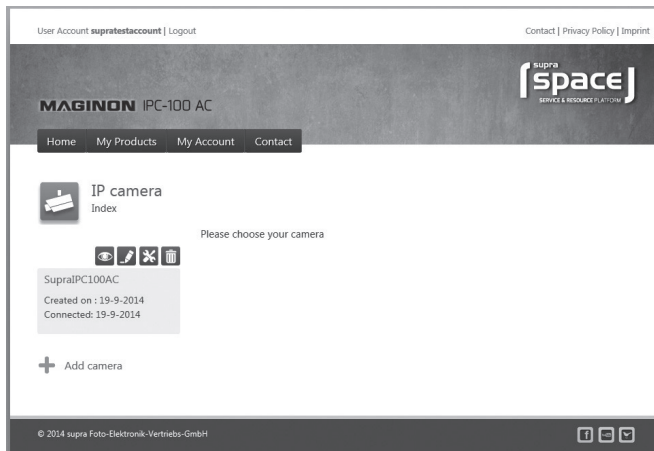 User Account supratestaccount | Logout
Contact | Privacy Policy | Imprint
supra
space
SERVICE & RESOURCE PLATFORM
MAGINON IPC-100 AC
Home My Products My Account Contact
IP camera
Index
Please choose your camera
SupraIPC100AC
Created on : 19-9-2014
Connected: 19-9-2014
Add camera
© 2014 supra Foto-Elektronik-Vertriebs-GmbH